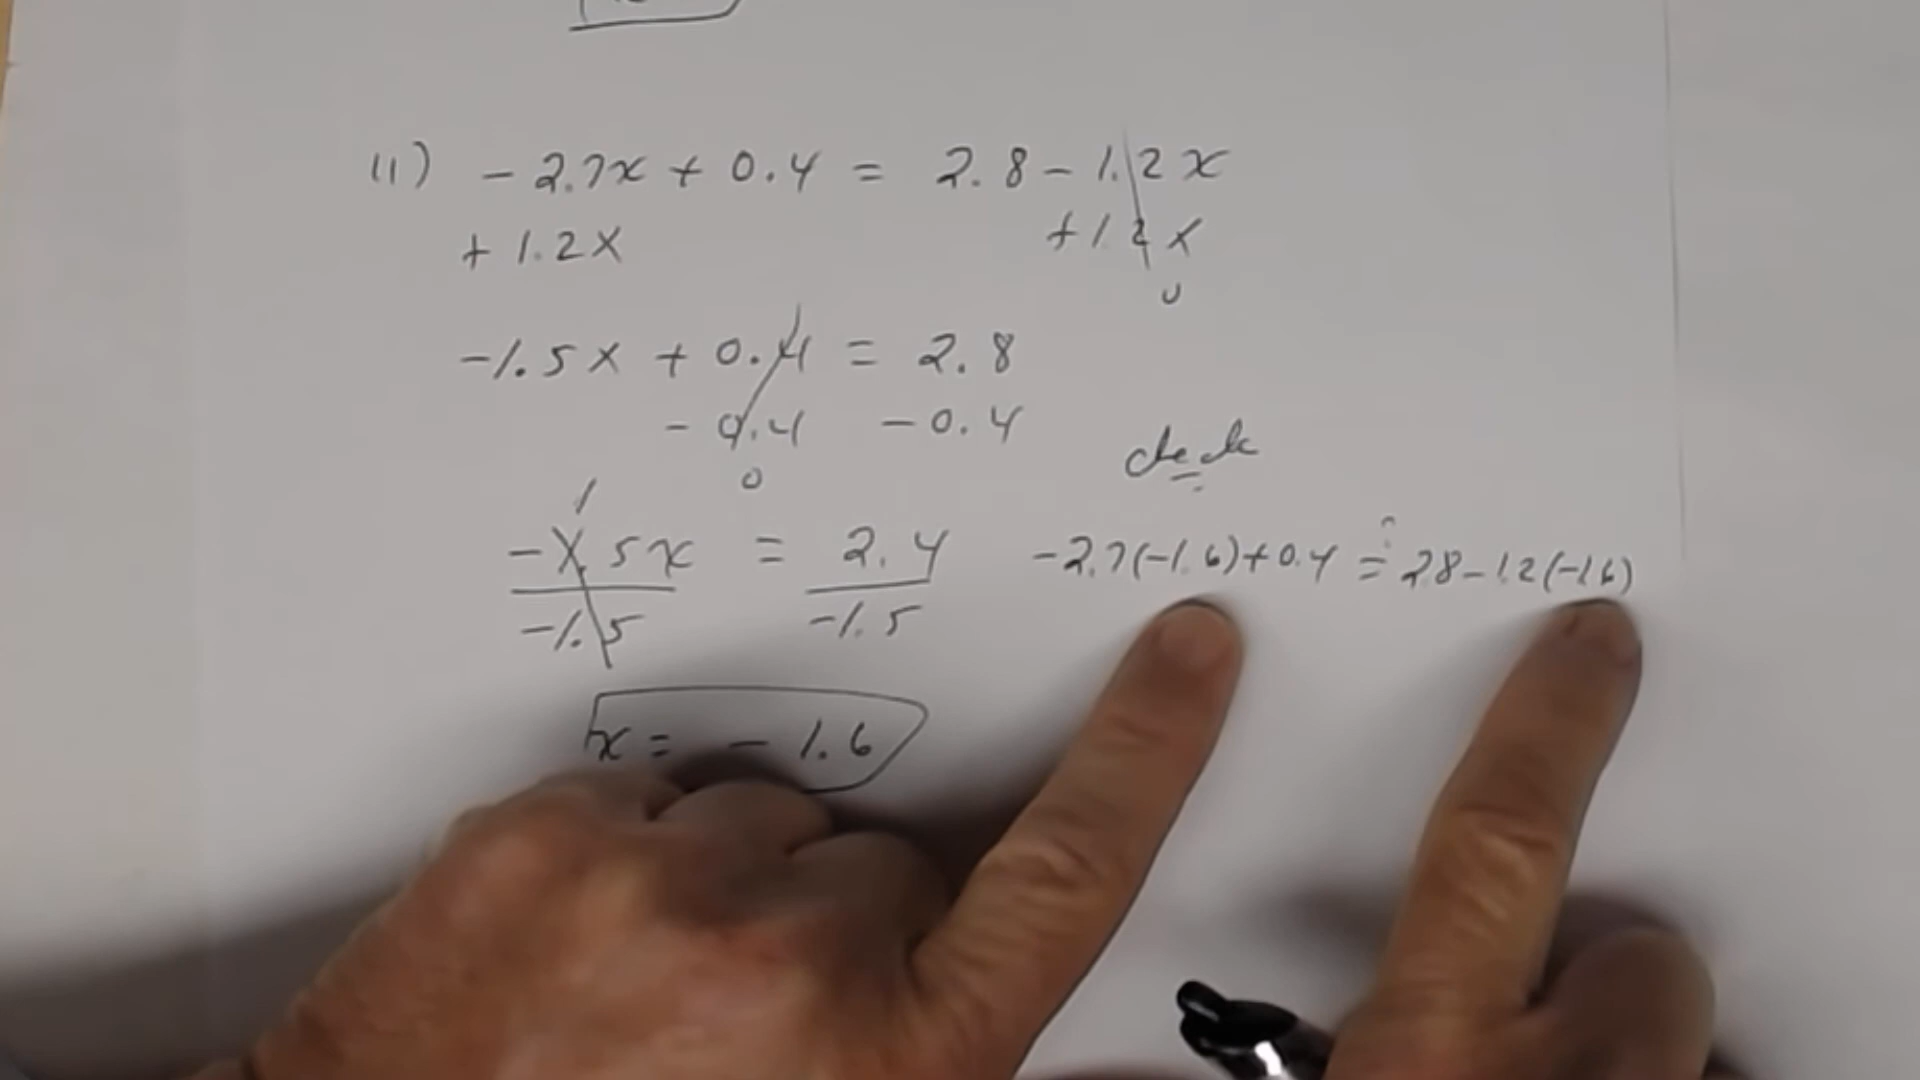 11) -2.7x + 0.4 = 2.8 - 1.2x
+ 1.2x +1.2x
0
-1.5x + 0.4 = 2.8
- 0.4 -0.4
0
check
1
-1.5x = 2.4
-2.7(-1.6)+0.4 =? 2.8-1.2(-1.6)
-1.5 -1.5
x = -1.6